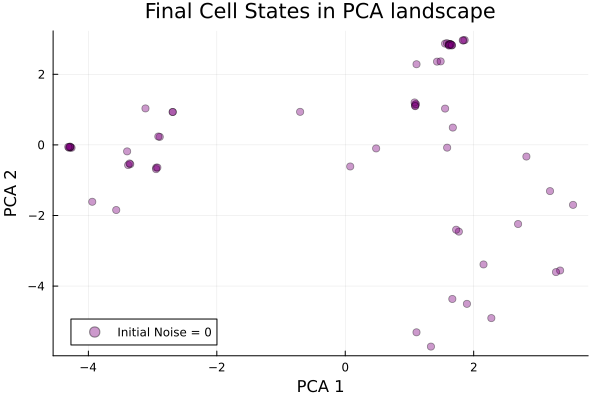 Final Cell States in PCA landscape
PCA 2
2
0
−2
−4
Initial Noise = 0
−4
−2
0
2
PCA 1